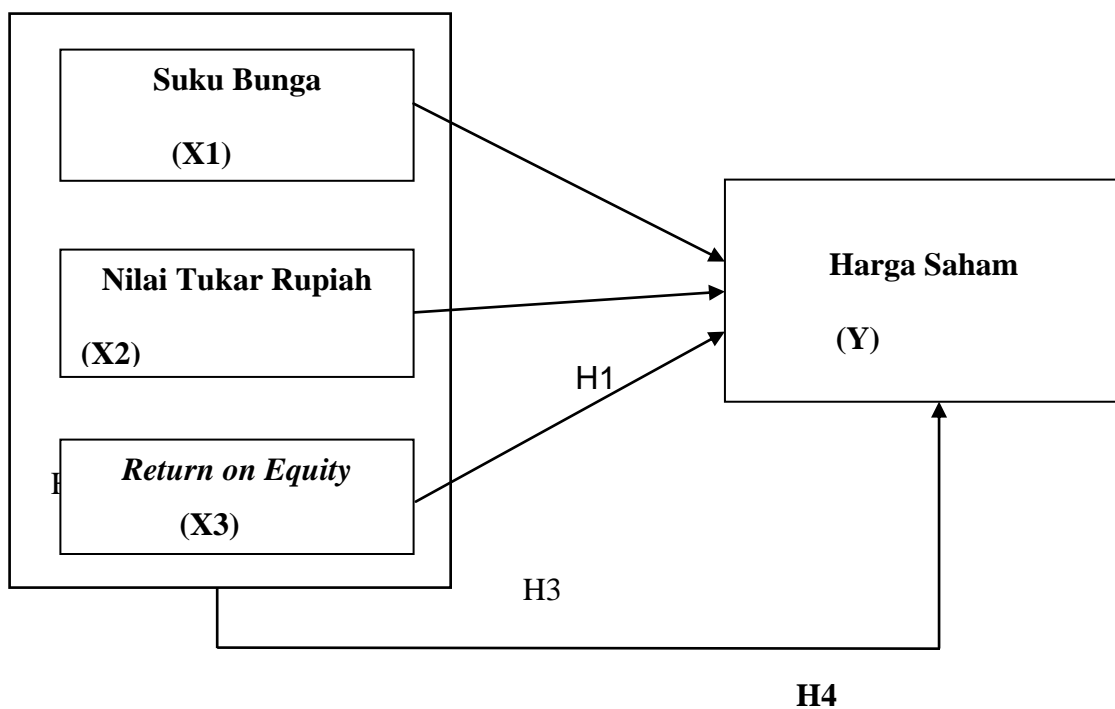 Suku Bunga
(X1)
Nilai Tukar Rupiah
(X2)
Harga Saham
(Y)
H1
Return on Equity
(X3)
H3
H4